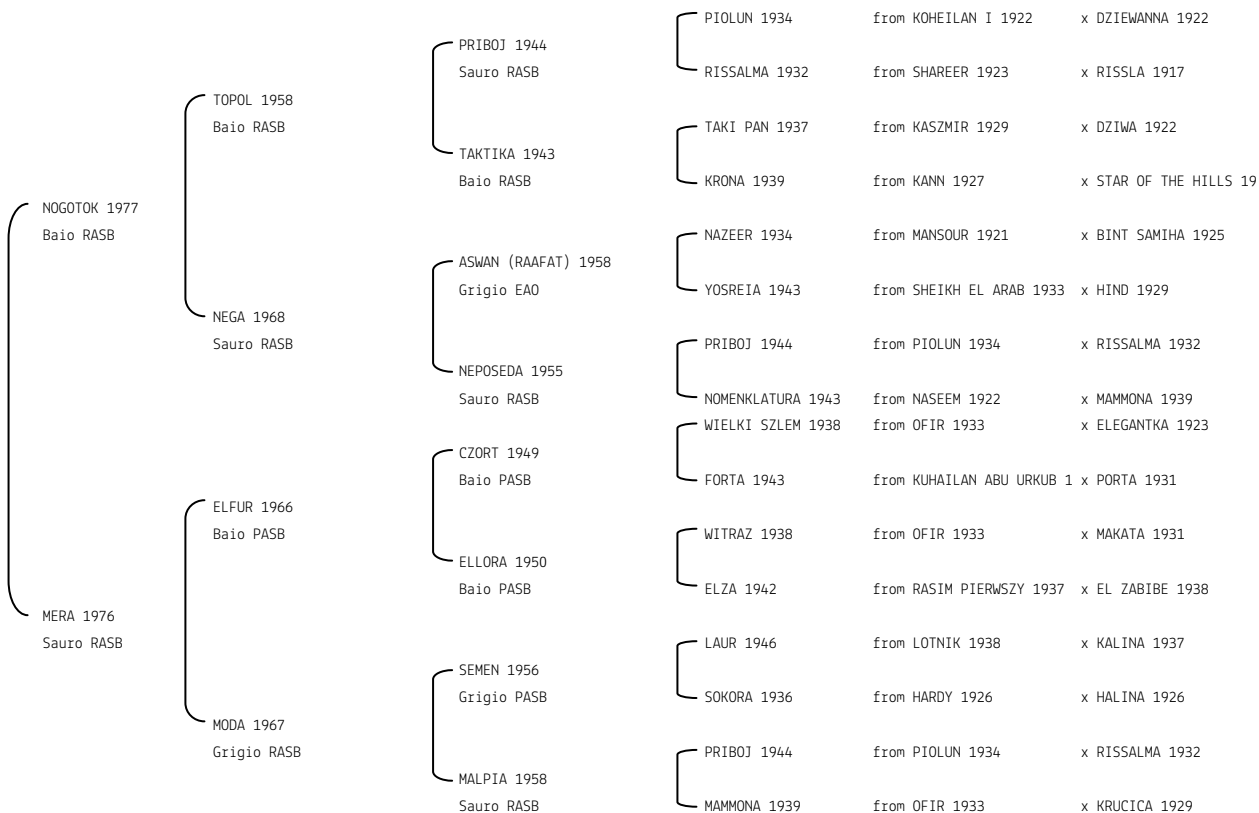 PIOLUN 1934 from KOHEILAN I 1922 x DZIEWANNA 1922
PRIBOJ 1944
Sauro RASB
RISSALMA 1932 from SHAREER 1923 x RISSLA 1917
TOPOL 1958
Baio RASB
TAKI PAN 1937 from KASZMIR 1929 x DZIWA 1922
TAKTIKA 1943
Baio RASB
KRONA 1939 from KANN 1927 x STAR OF THE HILLS 19
NOGOTOK 1977
Baio RASB
NAZEER 1934 from MANSOUR 1921 x BINT SAMIHA 1925
ASWAN (RAAFAT) 1958
Grigio EAO
YOSREIA 1943 from SHEIKH EL ARAB 1933 x HIND 1929
NEGA 1968
Sauro RASB
PRIBOJ 1944 from PIOLUN 1934 x RISSALMA 1932
NEPOSEDA 1955
Sauro RASB
NOMENKLATURA 1943 from NASEEM 1922 x MAMMONA 1939
WIELKI SZLEM 1938 from OFIR 1933 x ELEGANTKA 1923
CZORT 1949
Baio PASB
FORTA 1943 from KUHAILAN ABU URKUB 1 x PORTA 1931
ELFUR 1966
Baio PASB
WITRAZ 1938 from OFIR 1933 x MAKATA 1931
ELLORA 1950
Baio PASB
ELZA 1942 from RASIM PIERWSZY 1937 x EL ZABIBE 1938
MERA 1976
Sauro RASB
LAUR 1946 from LOTNIK 1938 x KALINA 1937
SEMEN 1956
Grigio PASB
SOKORA 1936 from HARDY 1926 x HALINA 1926
MODA 1967
Grigio RASB
PRIBOJ 1944 from PIOLUN 1934 x RISSALMA 1932
MALPIA 1958
Sauro RASB
MAMMONA 1939 from OFIR 1933 x KRUCICA 1929